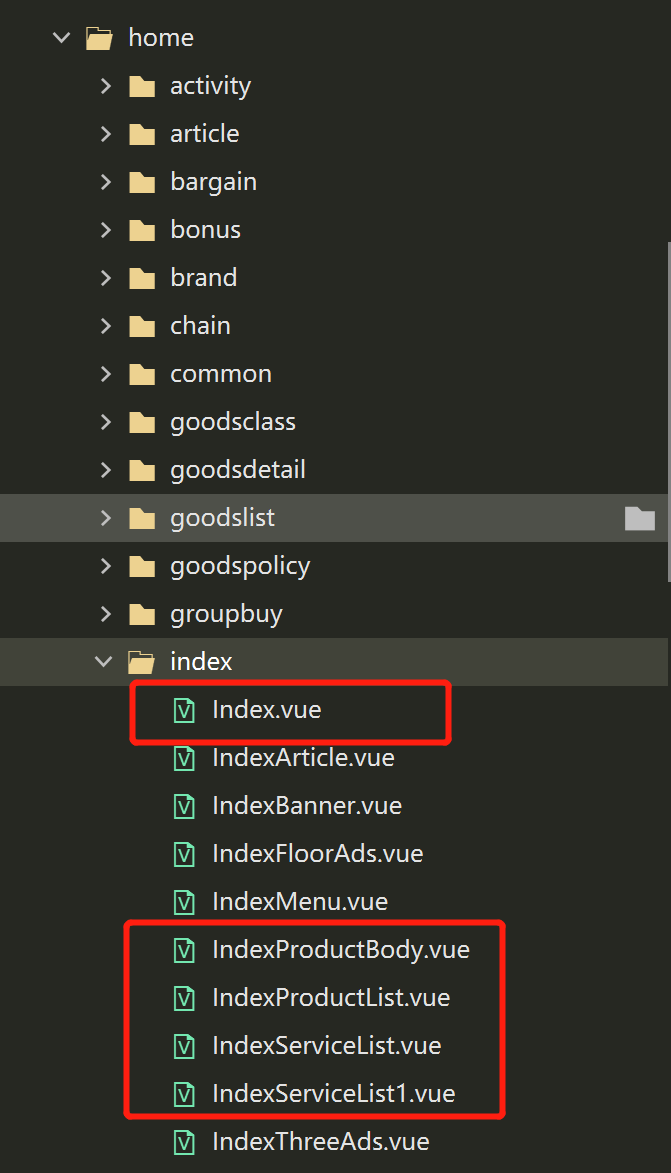 home
activity
article
bargain
bonus
brand
chain
common
goodsclass
goodsdetail
goodslist
goodspolicy
groupbuy
index
Index.vue
IndexArticle.vue
IndexBanner.vue
IndexFloorAds.vue
IndexMenu.vue
IndexProductBody.vue
IndexProductList.vue
IndexServiceList.vue
IndexServiceList1.vue
IndexThreeAds.vue